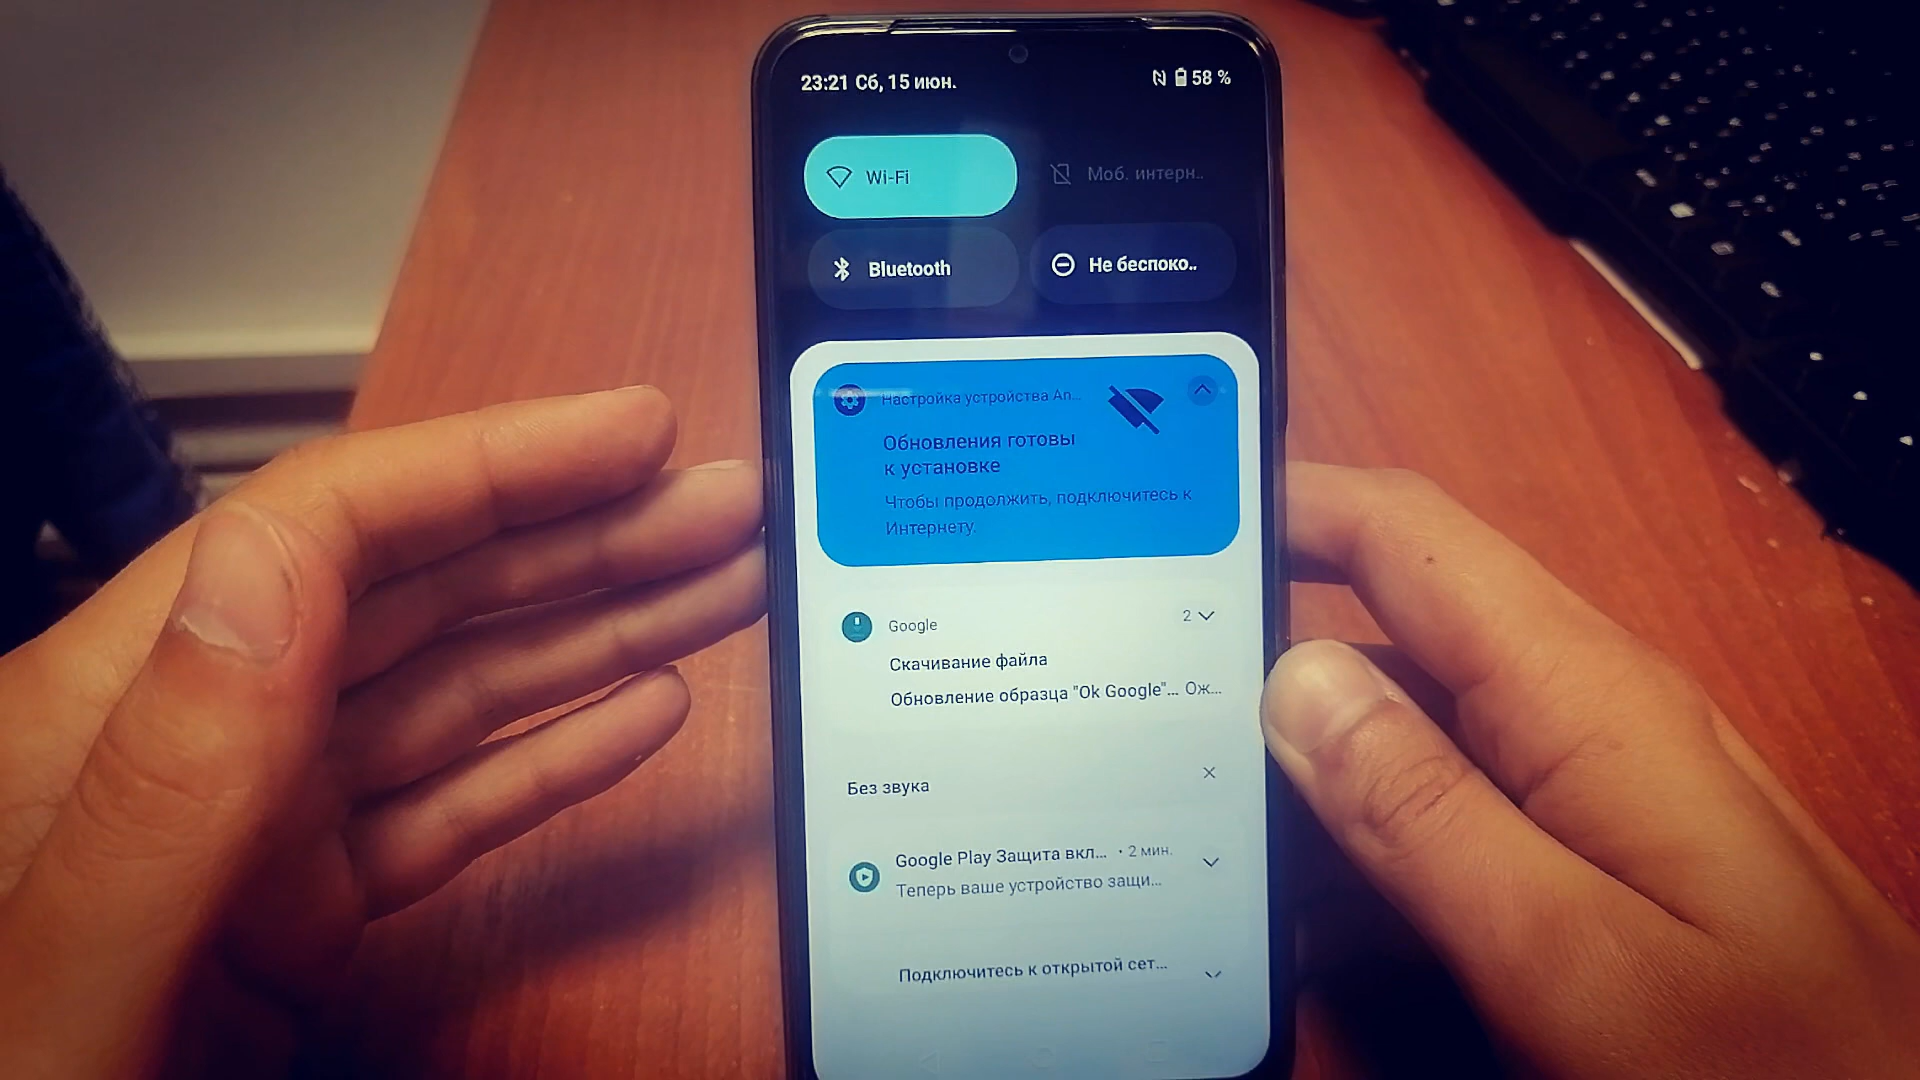 23:21 Сб, 15 июн.
58 %
Wi-Fi
Моб. интерн..
Bluetooth
Не беспоко..
Настройка устройства An...
Обновления готовы
к установке
Чтобы продолжить, подключитесь к
Интернету.
Google
2
Скачивание файла
Обновление образца "Ok Google"... Ож...
Без звука
Google Play Защита вкл... • 2 мин.
Теперь ваше устройство защи...
Подключитесь к открытой сет...